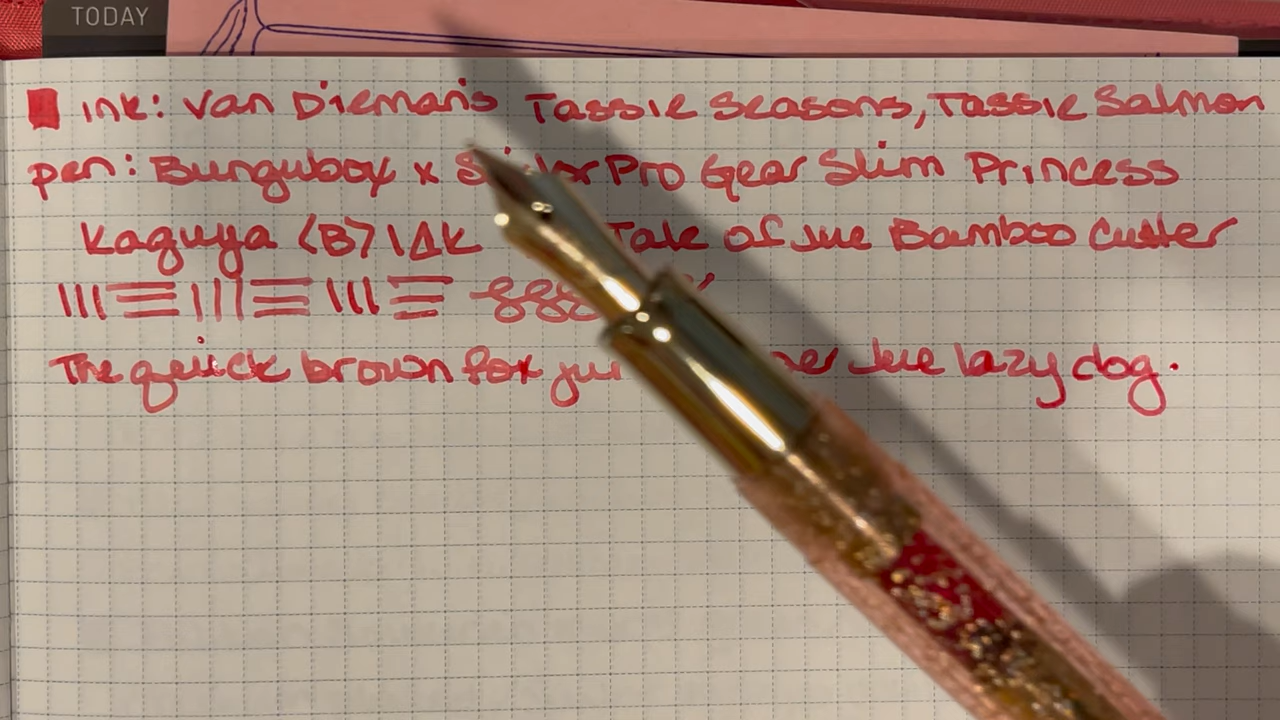 TODAY
ink: Van Dieman's Tassie Seasons, Tassie Salmon
pen: Bungubox x Pro Gear Slim Princess
Kaguya <B> 14k Tale of the Bamboo Cutter
The quick brown fox the lazy dog.